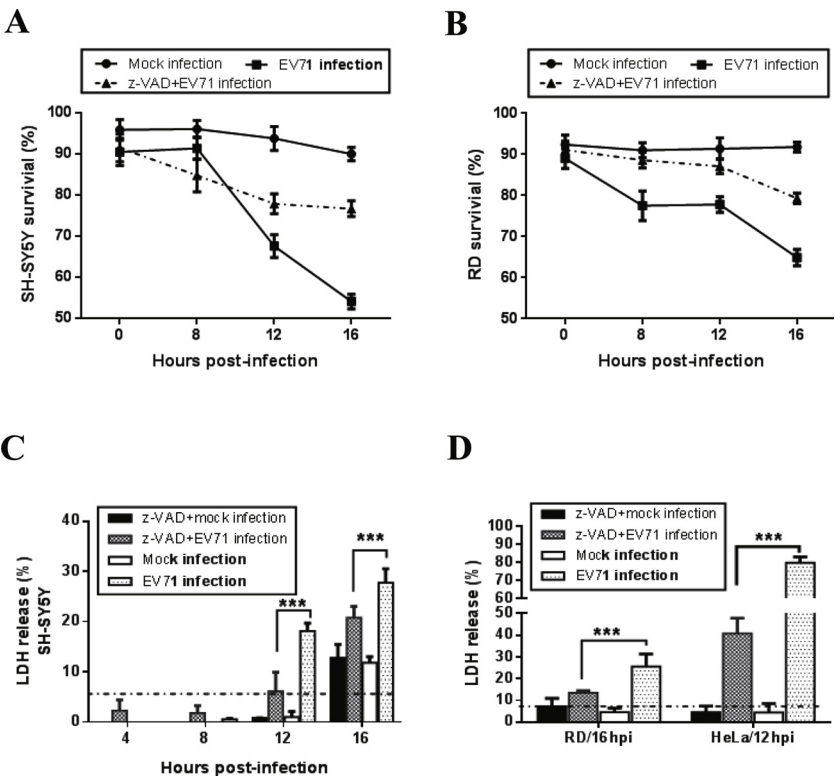 A
Mock infection
EV71 infection
z-VAD+EV71 infection
SH-SY5Y survivial (%)
100
90
80
70
60
50
0
8
12
16
Hours post-infection
B
Mock infection
EV71 infection
z-VAD+EV71 infection
RD survivial (%)
100
90
80
70
60
50
0
8
12
16
Hours post-infection
C
z-VAD+mock infection
z-VAD+EV71 infection
Mock infection
EV71 infection
LDH release (%)
SH-SY5Y
40
30
20
10
0
***
***
4
8
12
16
Hours post-infection
D
z-VAD+mock infection
z-VAD+EV71 infection
Mock infection
EV71 infection
LDH release (%)
100
90
80
70
60
50
40
30
20
10
0
***
***
RD/16hpi
HeLa/12hpi